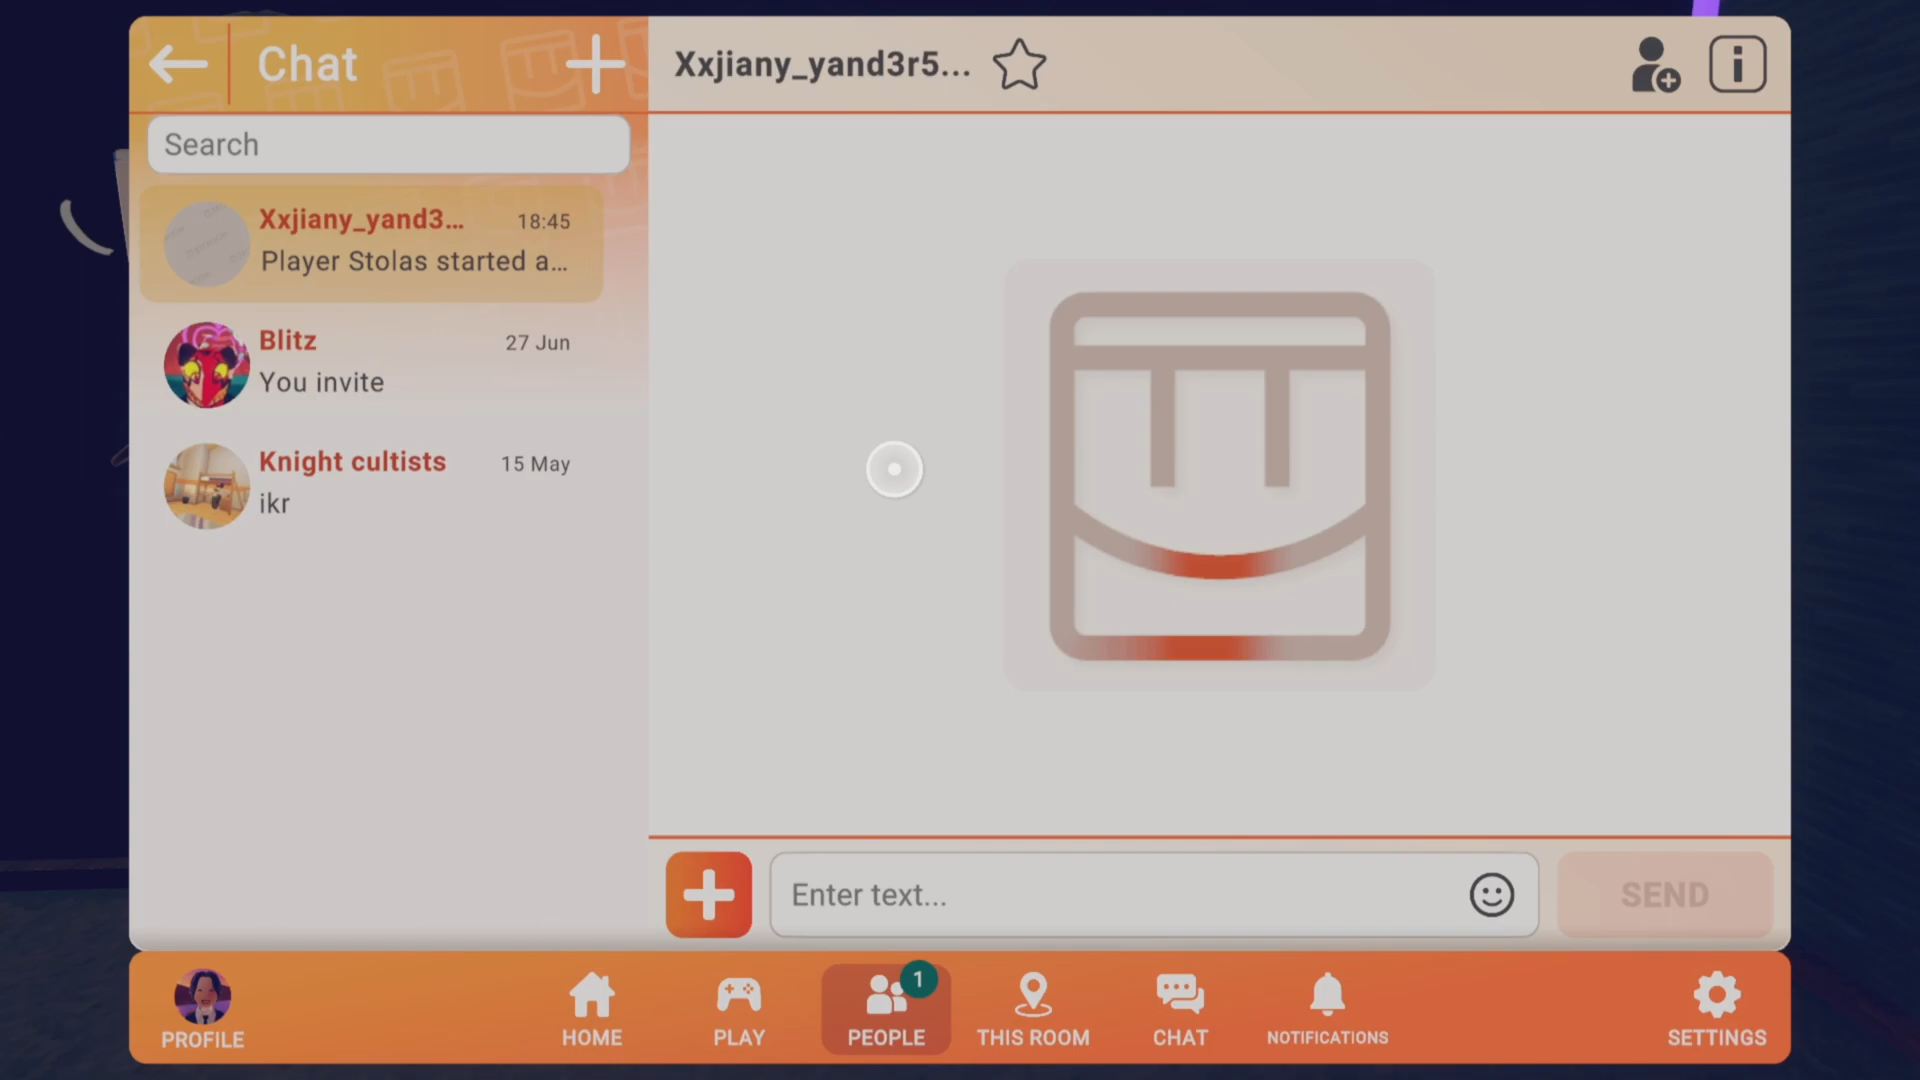 Chat
Search
Xxjiany_yand3...
18:45
Player Stolas started a...
Blitz
27 Jun
You invite
Knight cultists
15 May
ikr
Xxjiany_yand3r5...
Enter text...
SEND
PROFILE
HOME
PLAY
1
PEOPLE
THIS ROOM
CHAT
NOTIFICATIONS
SETTINGS